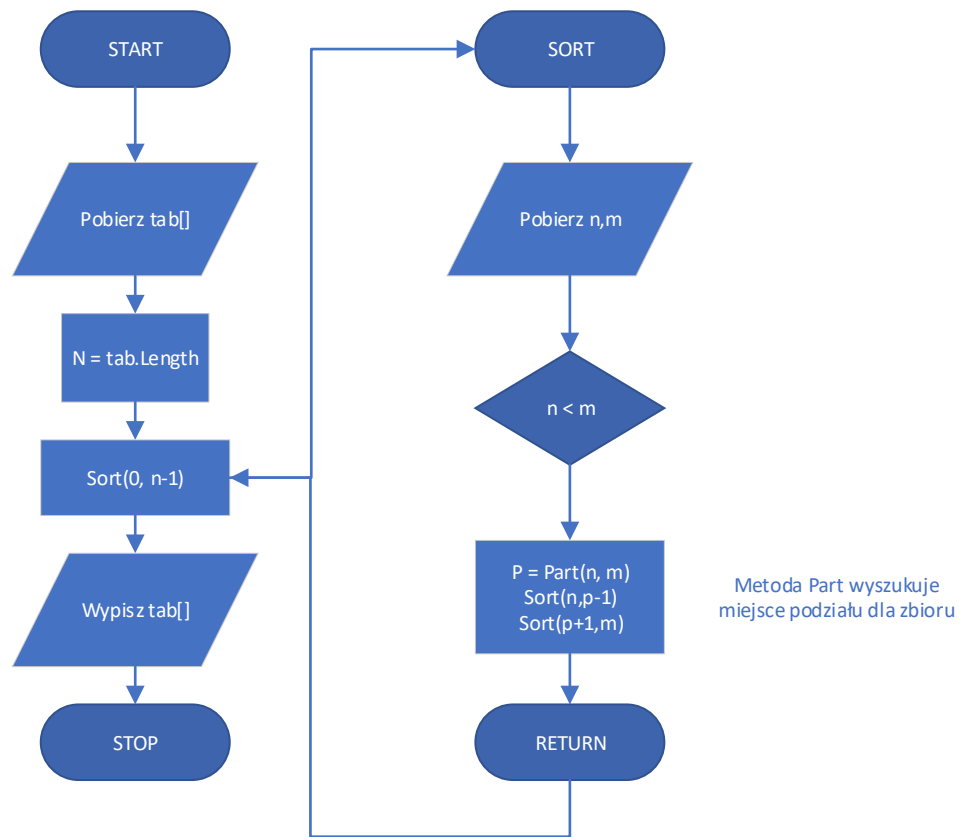 START
Pobierz tab[]
N = tab.Length
Sort(0, n-1)
Wypisz tab[]
STOP
SORT
Pobierz n,m
n < m
P = Part(n, m)
Sort(n,p-1)
Sort(p+1,m)
RETURN
Metoda Part wyszukuje
miejsce podziału dla zbioru